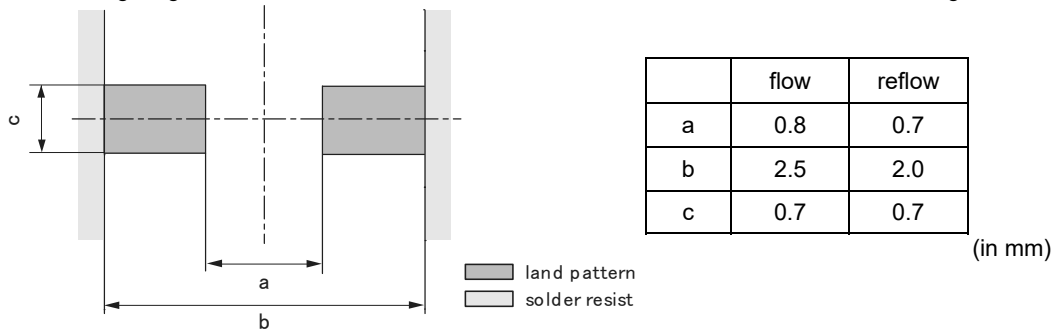 c
a
b
land pattern
solder resist
flow reflow
a 0.8 0.7
b 2.5 2.0
c 0.7 0.7
(in mm)